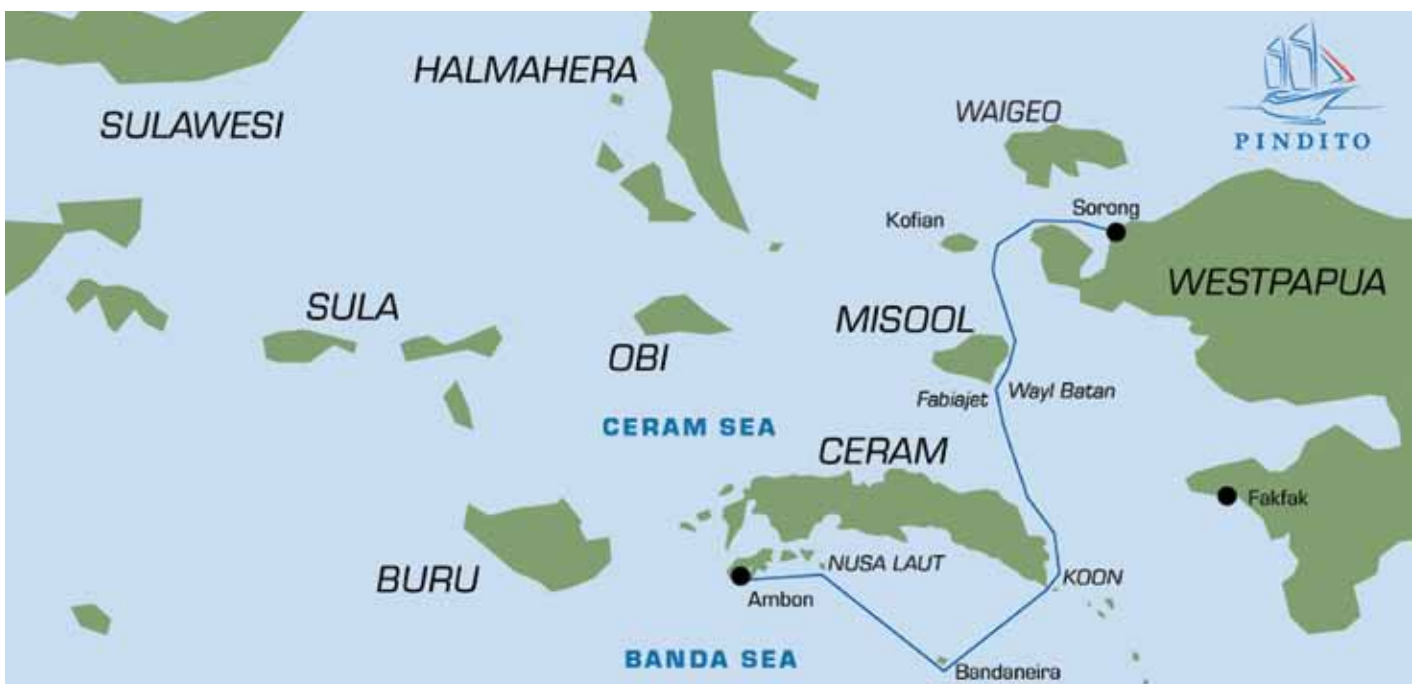 HALMAHERA
SULAWESI
WAIGEO
PINDITO
Kofian
Sorong
WESTPAPUA
SULA
MISOOL
OBI
Fabiajet
Wayl Batan
CERAM SEA
CERAM
Fakfak
BURU
NUSA LAUT
KOON
Ambon
BANDA SEA
Bandaneira